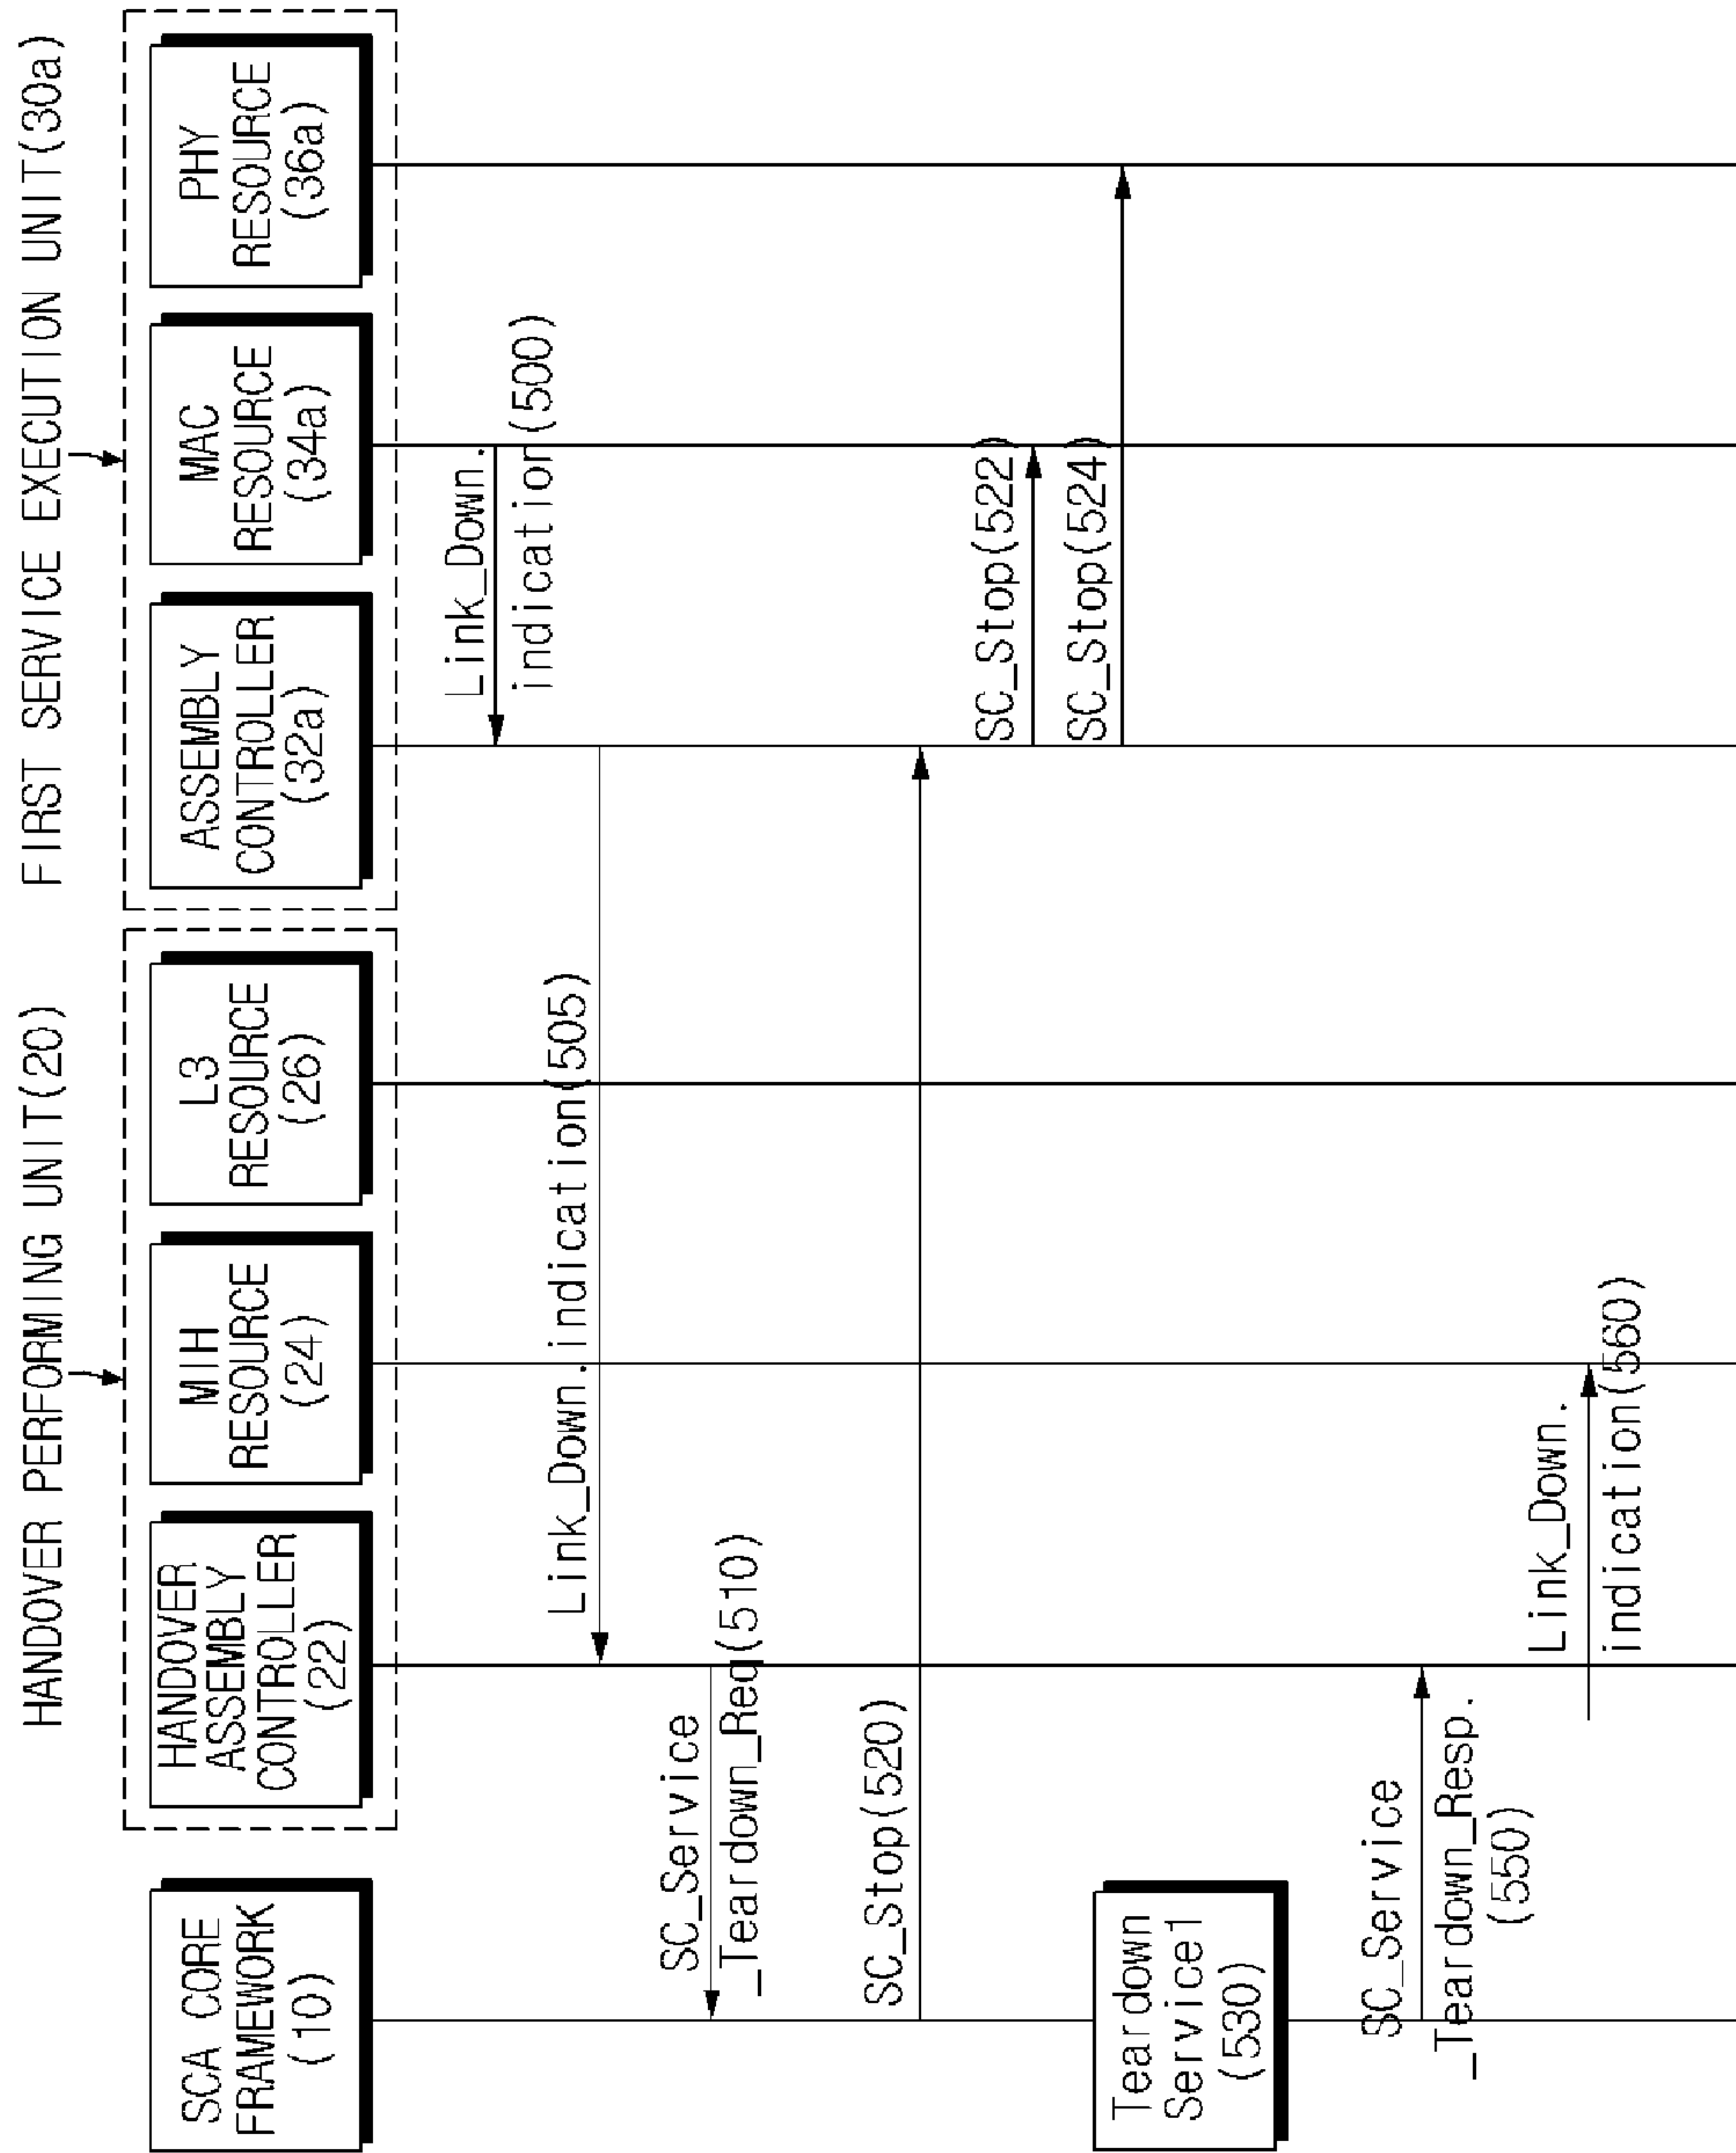 HANDOVER PERFORMING UNIT(20)
FIRST SERVICE EXECUTION UNIT(30a)
SCA CORE
FRAMEWORK
(10)
HANDOVER
ASSEMBLY
CONTROLLER
(22)
MIH
RESOURCE
(24)
L3
RESOURCE
(26)
ASSEMBLY
CONTROLLER
(32a)
MAC
RESOURCE
(34a)
PHY
RESOURCE
(36a)
Link_Down.
indication(500)
Link_Down.indication(505)
SC_Service
_Teardown_Req(510)
SC_Stop(520)
SC_Stop(522)
SC_Stop(524)
Teardown
Service1
(530)
SC_Service
_Teardown_Resp.
(550)
Link_Down.
indication(560)